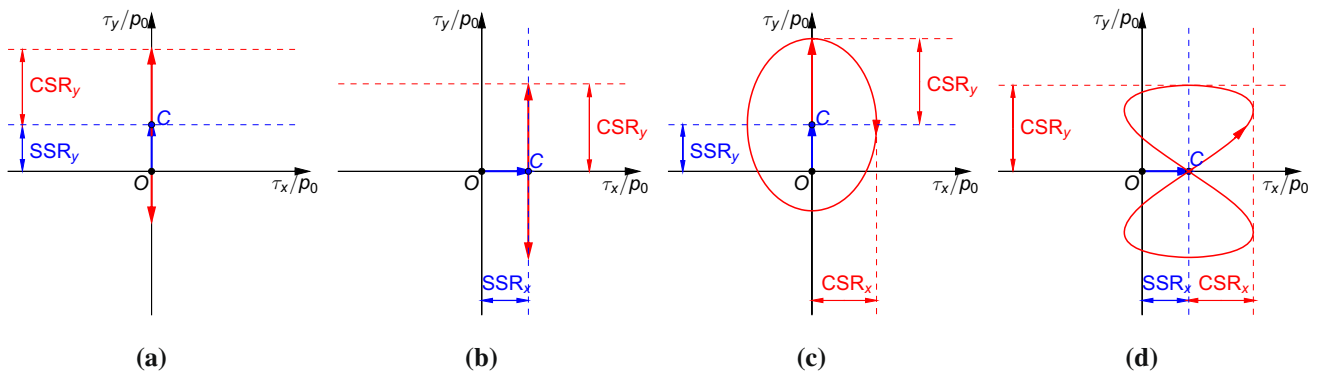 τy/p0
CSRy
C
SSRy
O
τx/p0
(a)
τy/p0
CSRy
O
C
τx/p0
SSRx
(b)
τy/p0
CSRy
C
SSRy
O
τx/p0
CSRx
(c)
τy/p0
CSRy
C
O
τx/p0
SSRx
CSRx
(d)